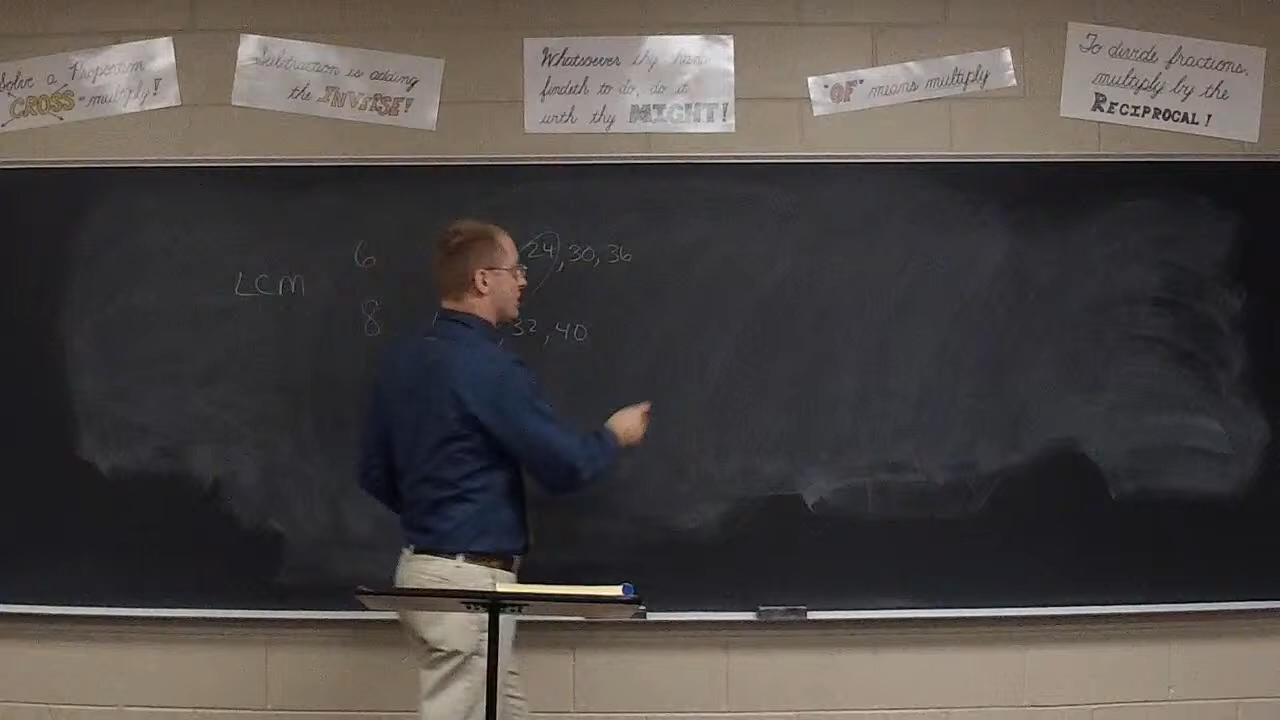 Solve a Proportion
"CROSS"-multiply!
Subtraction is adding
the INVERSE!
Whatsoever thy hand
findeth to do, do it
with thy MIGHT!
"OF" means multiply
To divide fractions,
multiply by the
RECIPROCAL!
6 24, 30, 36
LCM
8 32, 40